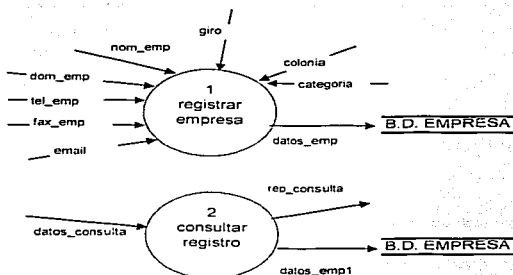 giro
nom_emp
colonia
dom_emp
categoria
tel_emp
fax_emp
email
1
registrar
empresa
datos_emp
B.D. EMPRESA
rep_consulta
datos_consulta
2
consultar
registro
datos_emp1
B.D. EMPRESA